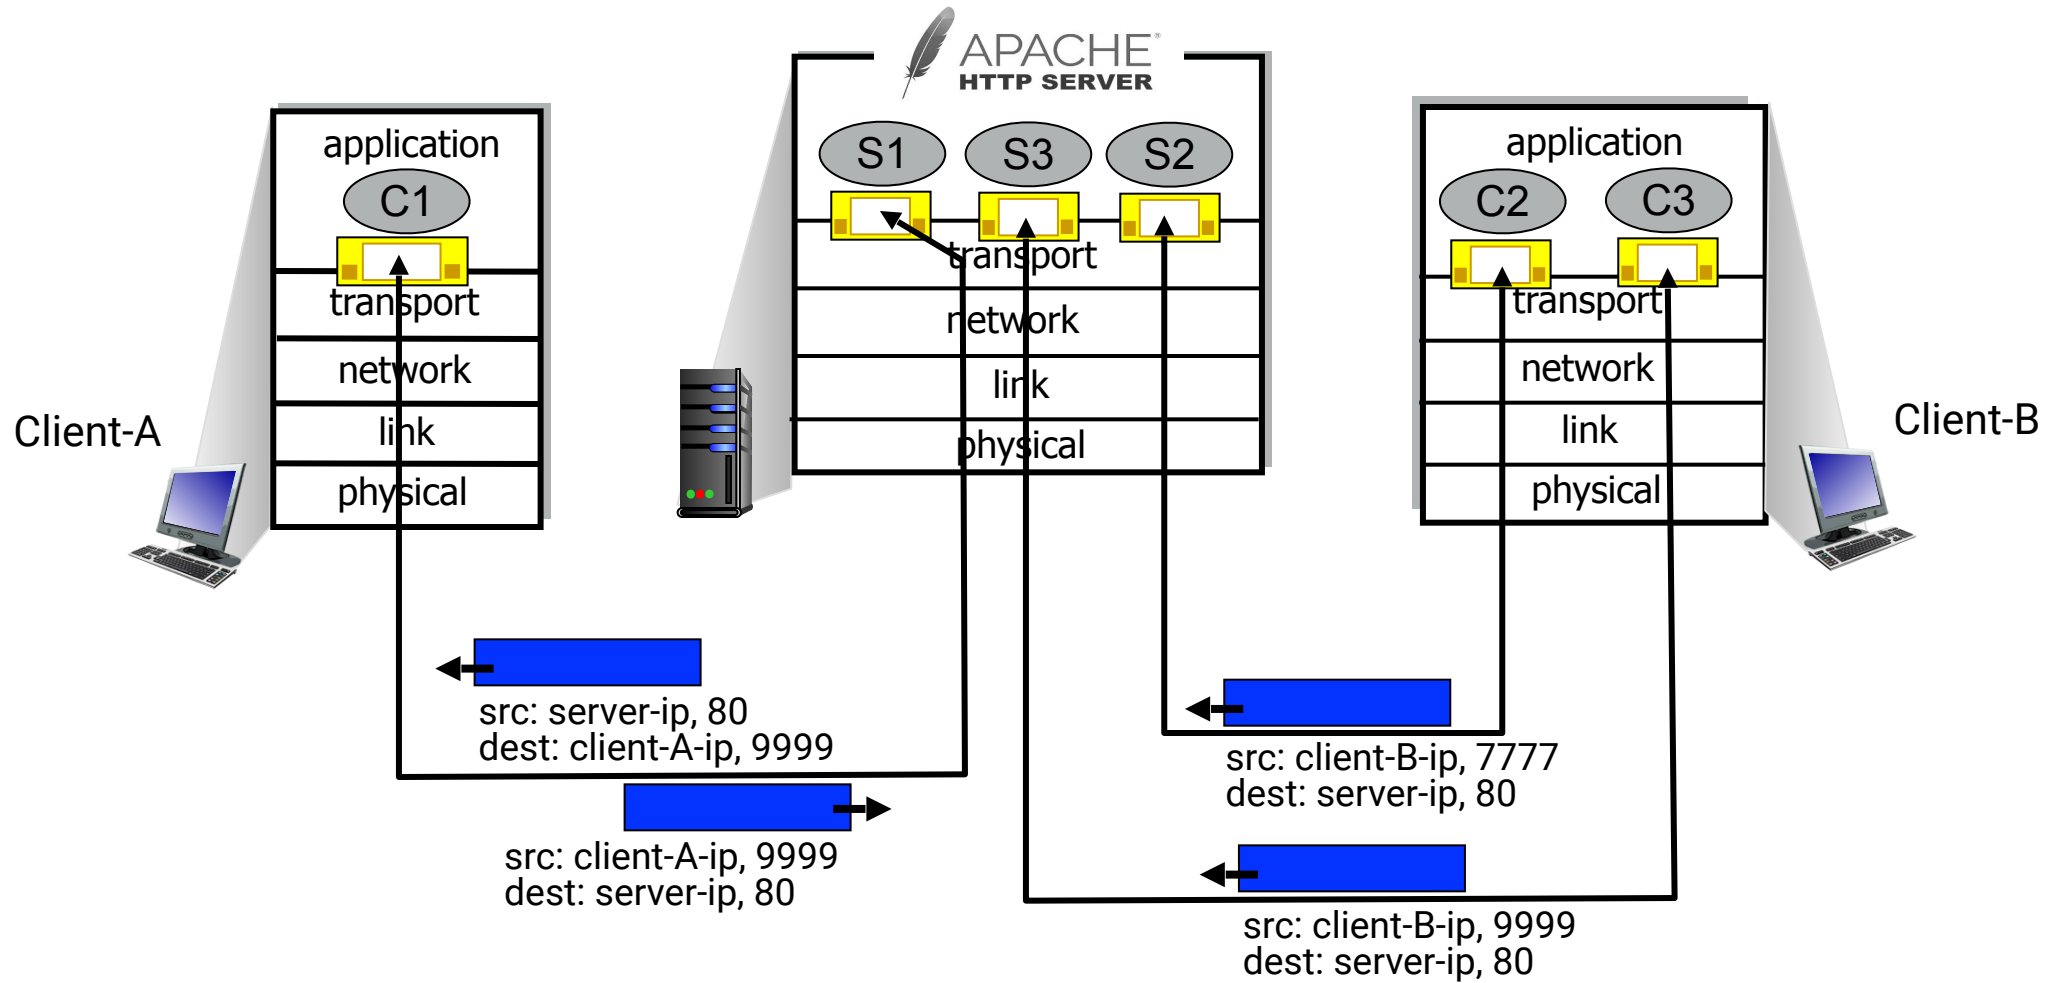 APACHE®
HTTP SERVER
Client-A
application
C1
transport
network
link
physical
S1
S3
S2
transport
network
link
physical
application
C2
C3
transport
network
link
physical
Client-B
src: server-ip, 80
dest: client-A-ip, 9999
src: client-A-ip, 9999
dest: server-ip, 80
src: client-B-ip, 7777
dest: server-ip, 80
src: client-B-ip, 9999
dest: server-ip, 80